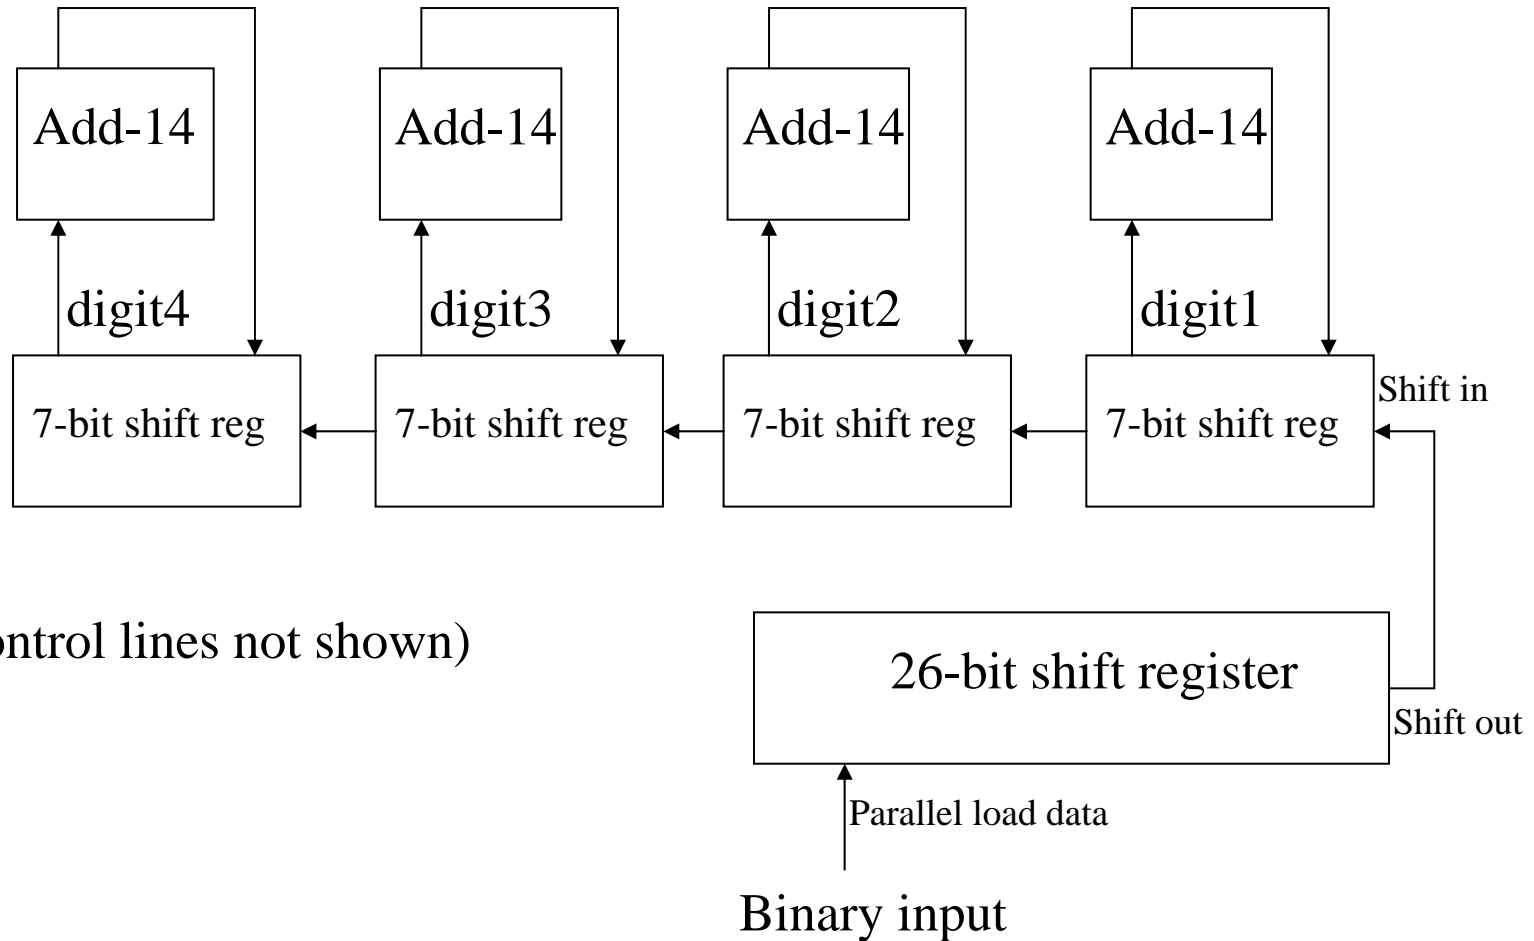 Add-14 Add-14 Add-14 Add-14
digit4 digit3 digit2 digit1
7-bit shift reg 7-bit shift reg 7-bit shift reg 7-bit shift reg
Shift in
ontrol lines not shown)
26-bit shift register
Shift out
Parallel load data
Binary input